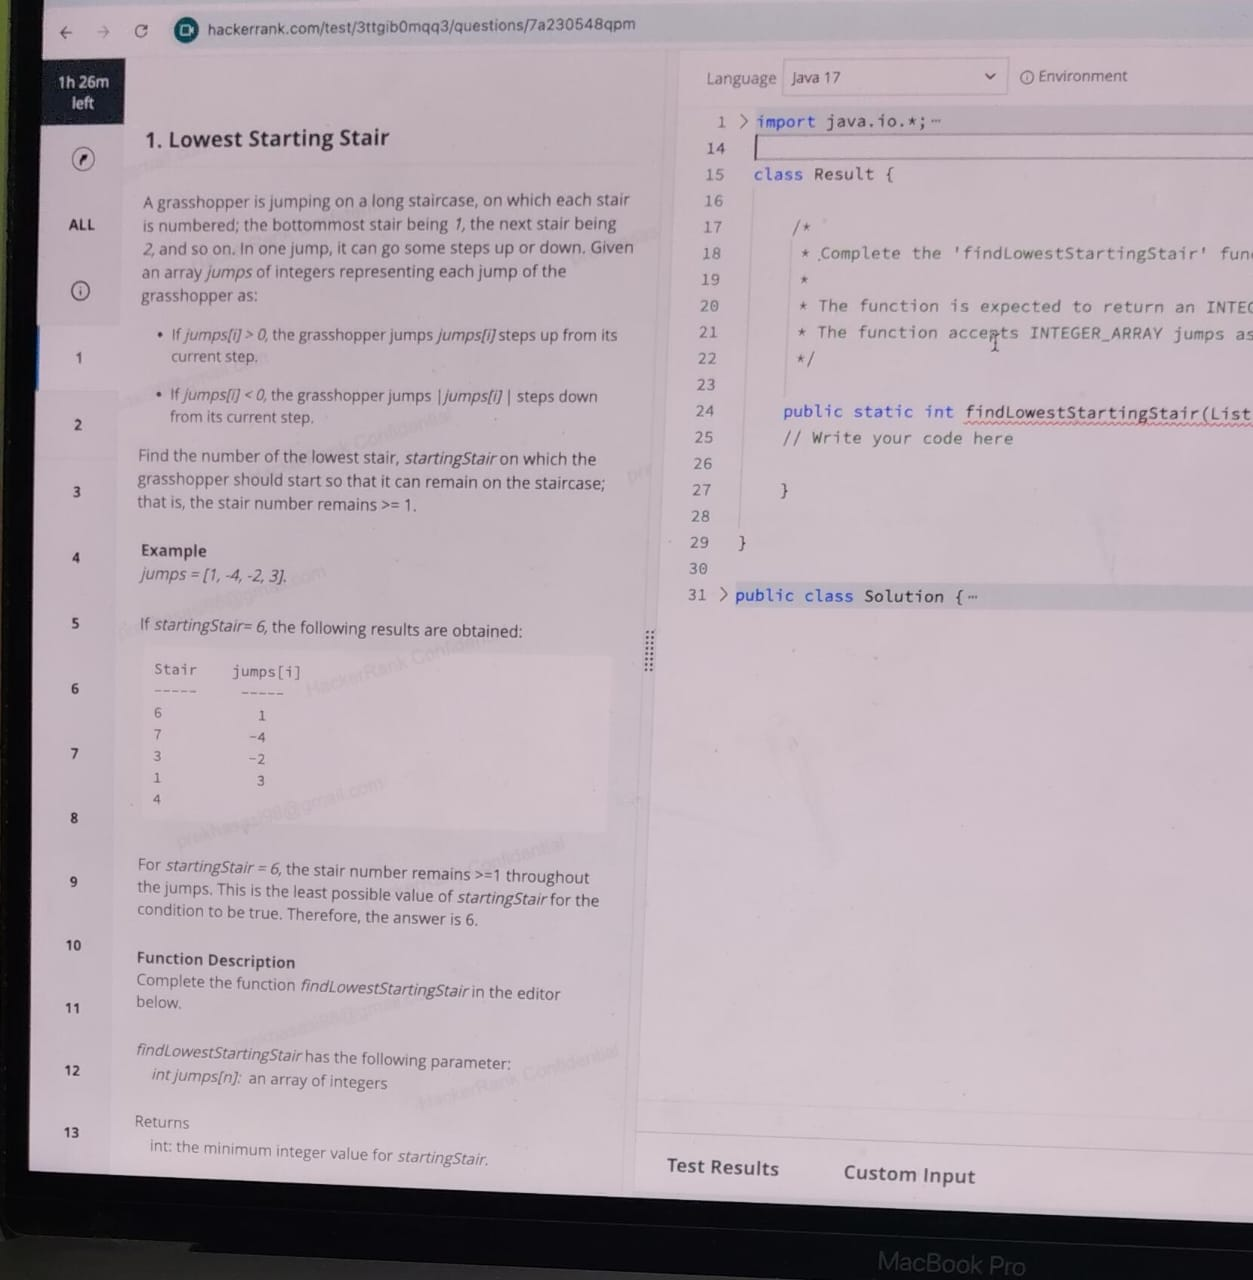 hackerrank.com/test/3ttgib0mqq3/questions/7a230548qpm
1h 26m
left
ALL
1
2
3
4
5
6
7
8
9
10
11
12
13
1. Lowest Starting Stair
A grasshopper is jumping on a long staircase, on which each stair
is numbered; the bottommost stair being 1, the next stair being
2, and so on. In one jump, it can go some steps up or down. Given
an array jumps of integers representing each jump of the
grasshopper as:
• If jumps[i] > 0, the grasshopper jumps jumps[i] steps up from its
current step.
• If jumps[i] < 0, the grasshopper jumps |jumps[i] | steps down
from its current step.
Find the number of the lowest stair, startingStair on which the
grasshopper should start so that it can remain on the staircase;
that is, the stair number remains >= 1.
Example
jumps = [1, -4, -2, 3].
If startingStair= 6, the following results are obtained:
Stair jumps[i]
----- -----
6 1
7 -4
3 -2
1 3
4
For startingStair = 6, the stair number remains >=1 throughout
the jumps. This is the least possible value of startingStair for the
condition to be true. Therefore, the answer is 6.
Function Description
Complete the function findLowestStartingStair in the editor
below.
findLowestStartingStair has the following parameter:
int jumps[n]: an array of integers
Returns
int: the minimum integer value for startingStair.
HackerRank Confidential
Language Java 17 Environment
1 > import java.io.*;⋯
14
15 class Result {
16
17 /*
18 * Complete the 'findLowestStartingStair' fun
19 *
20 * The function is expected to return an INTEG
21 * The function accepts INTEGER_ARRAY jumps as
22 */
23
24 public static int findLowestStartingStair(List
25 // Write your code here
26
27 }
28
29 }
30
31 > public class Solution {⋯
Test Results Custom Input
MacBook Pro